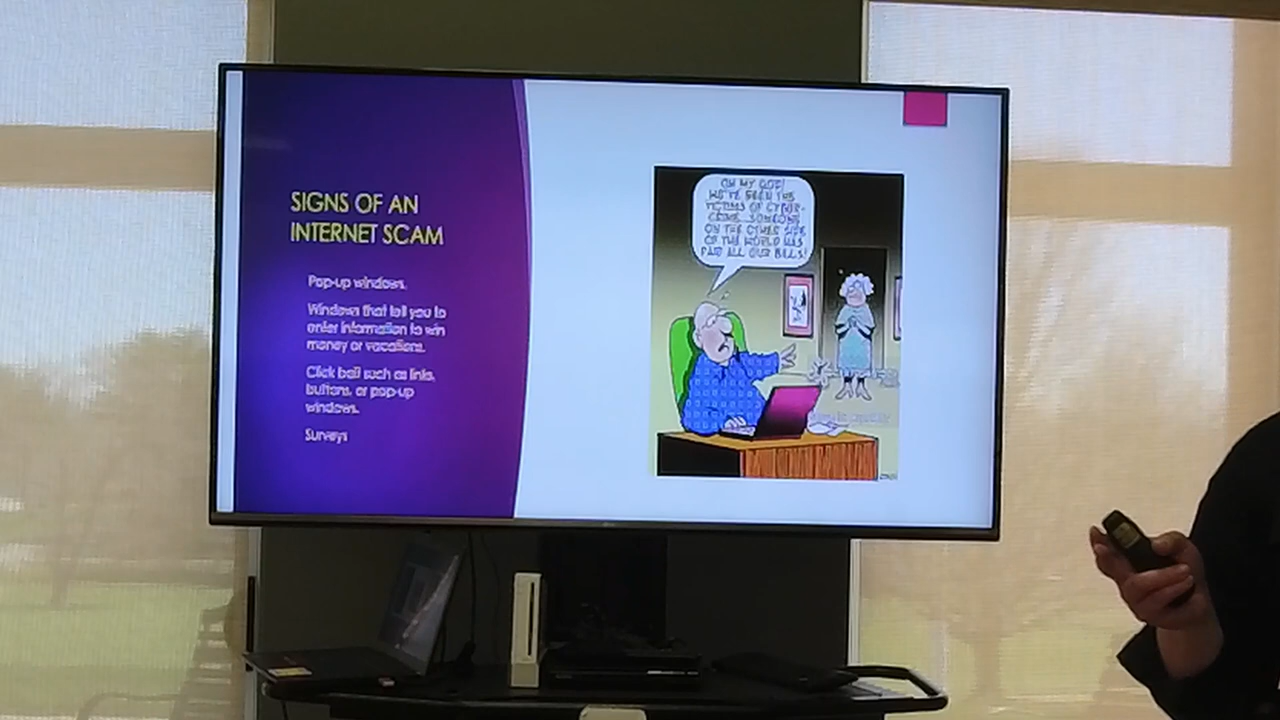 SIGNS OF AN
INTERNET SCAM
Pop-up windows.
Windows that tell you to
enter information to win
money or vacations.
Click bait such as links,
buttons, or pop-up
windows.
Surveys
OH MY GOD!
WE'VE BEEN THE
VICTIMS OF CYBER-
CRIME. SOMEONE
ON THE OTHER SIDE
OF THE WORLD HAS
PAID ALL OUR BILLS!